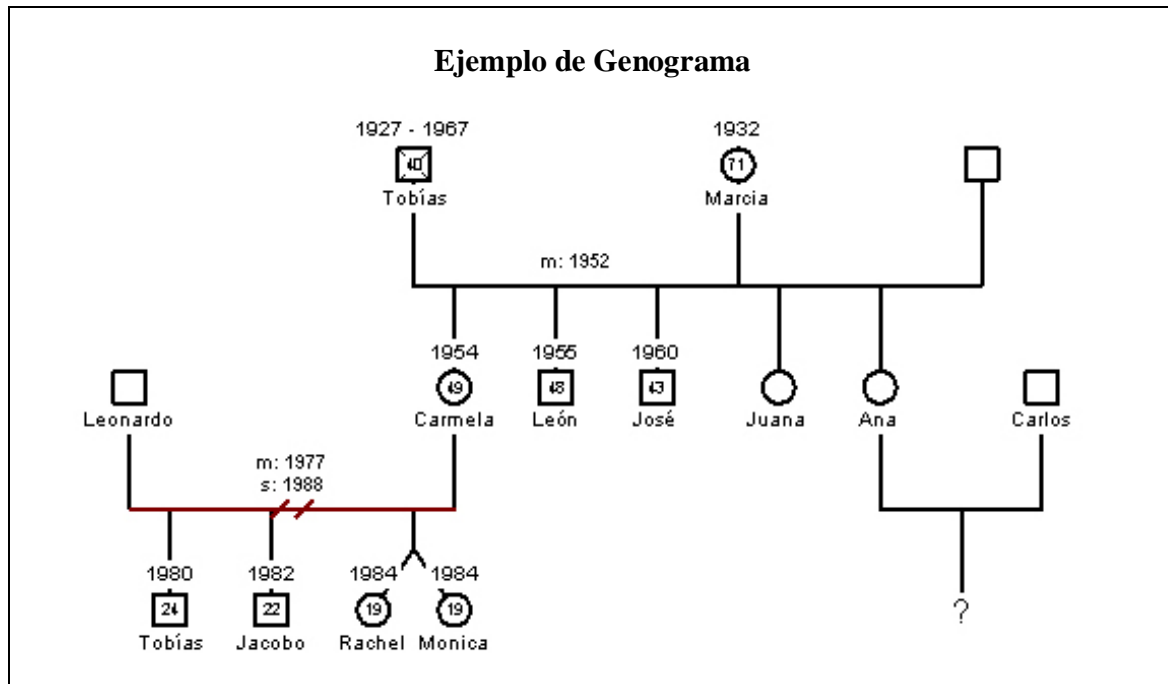 Ejemplo de Genograma
1927 - 1967 1932
40 71
Tobías Marcia
m: 1952
1954 1955 1960
49 48 43
Leonardo Carmela León José Juana Ana Carlos
m: 1977
s: 1988
1980 1982 1984 1984
24 22 19 19
Tobías Jacobo Rachel Monica
?